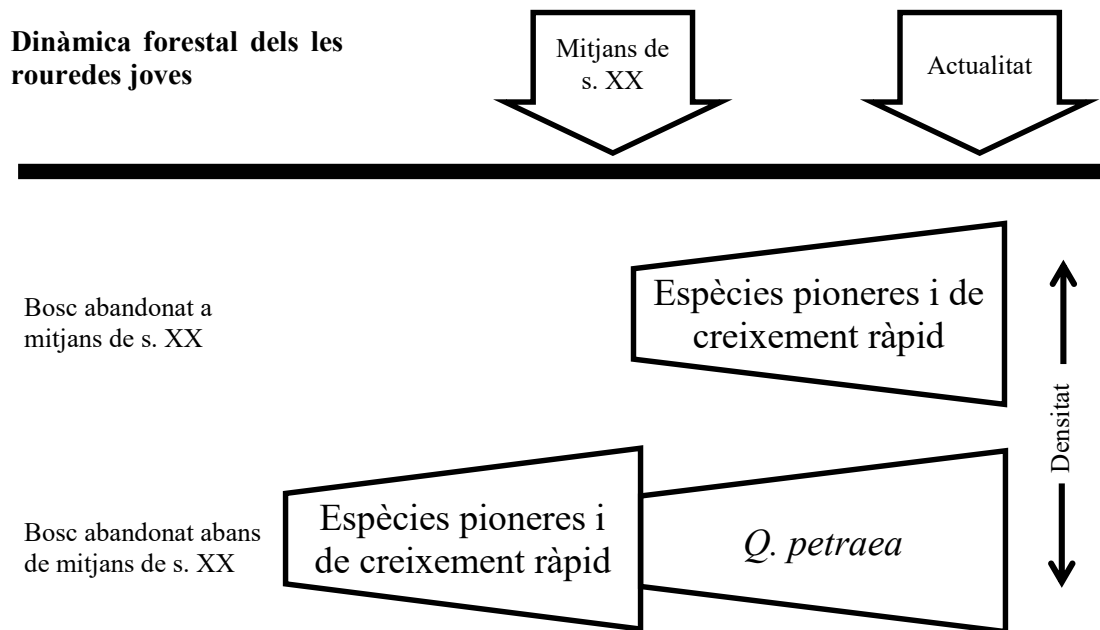 Dinàmica forestal dels les
rouredes joves
Mitjans de
s. XX
Actualitat
Bosc abandonat a
mitjans de s. XX
Espècies pioneres i de
creixement ràpid
Densitat
Bosc abandonat abans
de mitjans de s. XX
Espècies pioneres i
de creixement ràpid
Q. petraea